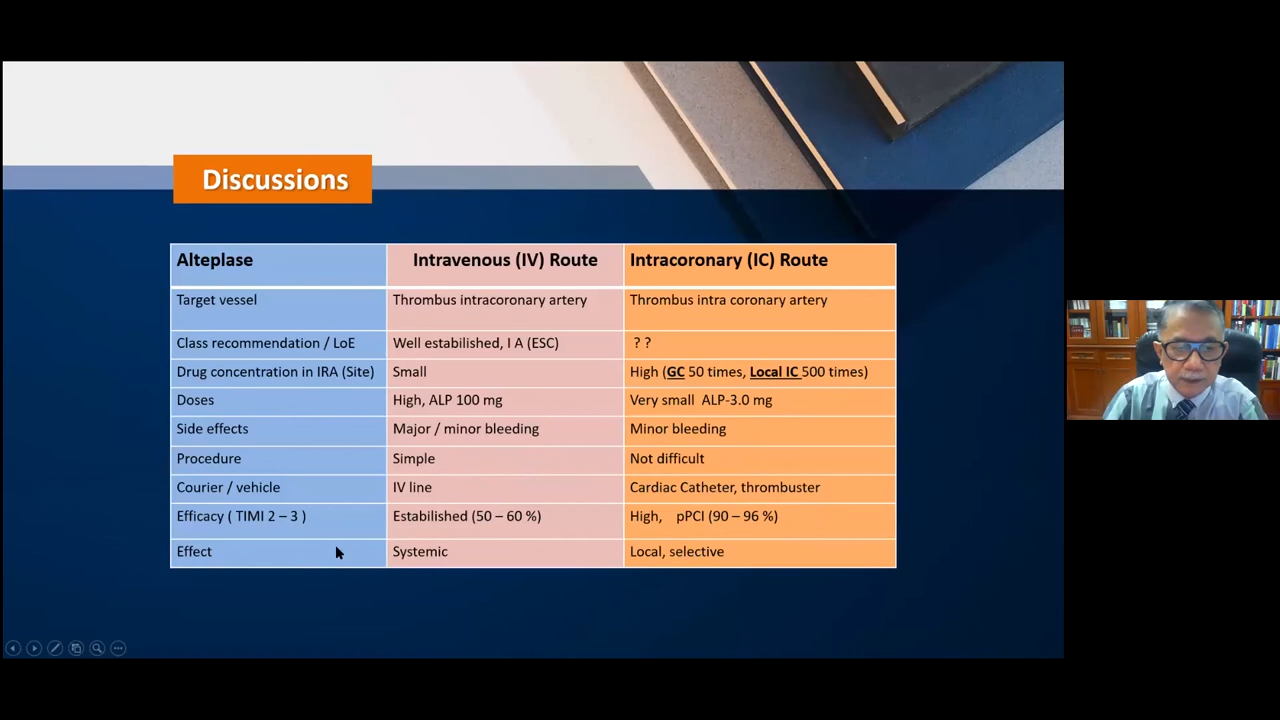 Discussions
Alteplase Intravenous (IV) Route Intracoronary (IC) Route
Target vessel Thrombus intracoronary artery Thrombus intra coronary artery
Class recommendation / LoE Well estabilished, I A (ESC) ? ?
Drug concentration in IRA (Site) Small High (GC 50 times, Local IC 500 times)
Doses High, ALP 100 mg Very small ALP-3.0 mg
Side effects Major / minor bleeding Minor bleeding
Procedure Simple Not difficult
Courier / vehicle IV line Cardiac Catheter, thrombuster
Efficacy ( TIMI 2 – 3 ) Estabilished (50 – 60 %) High, pPCI (90 – 96 %)
Effect Systemic Local, selective